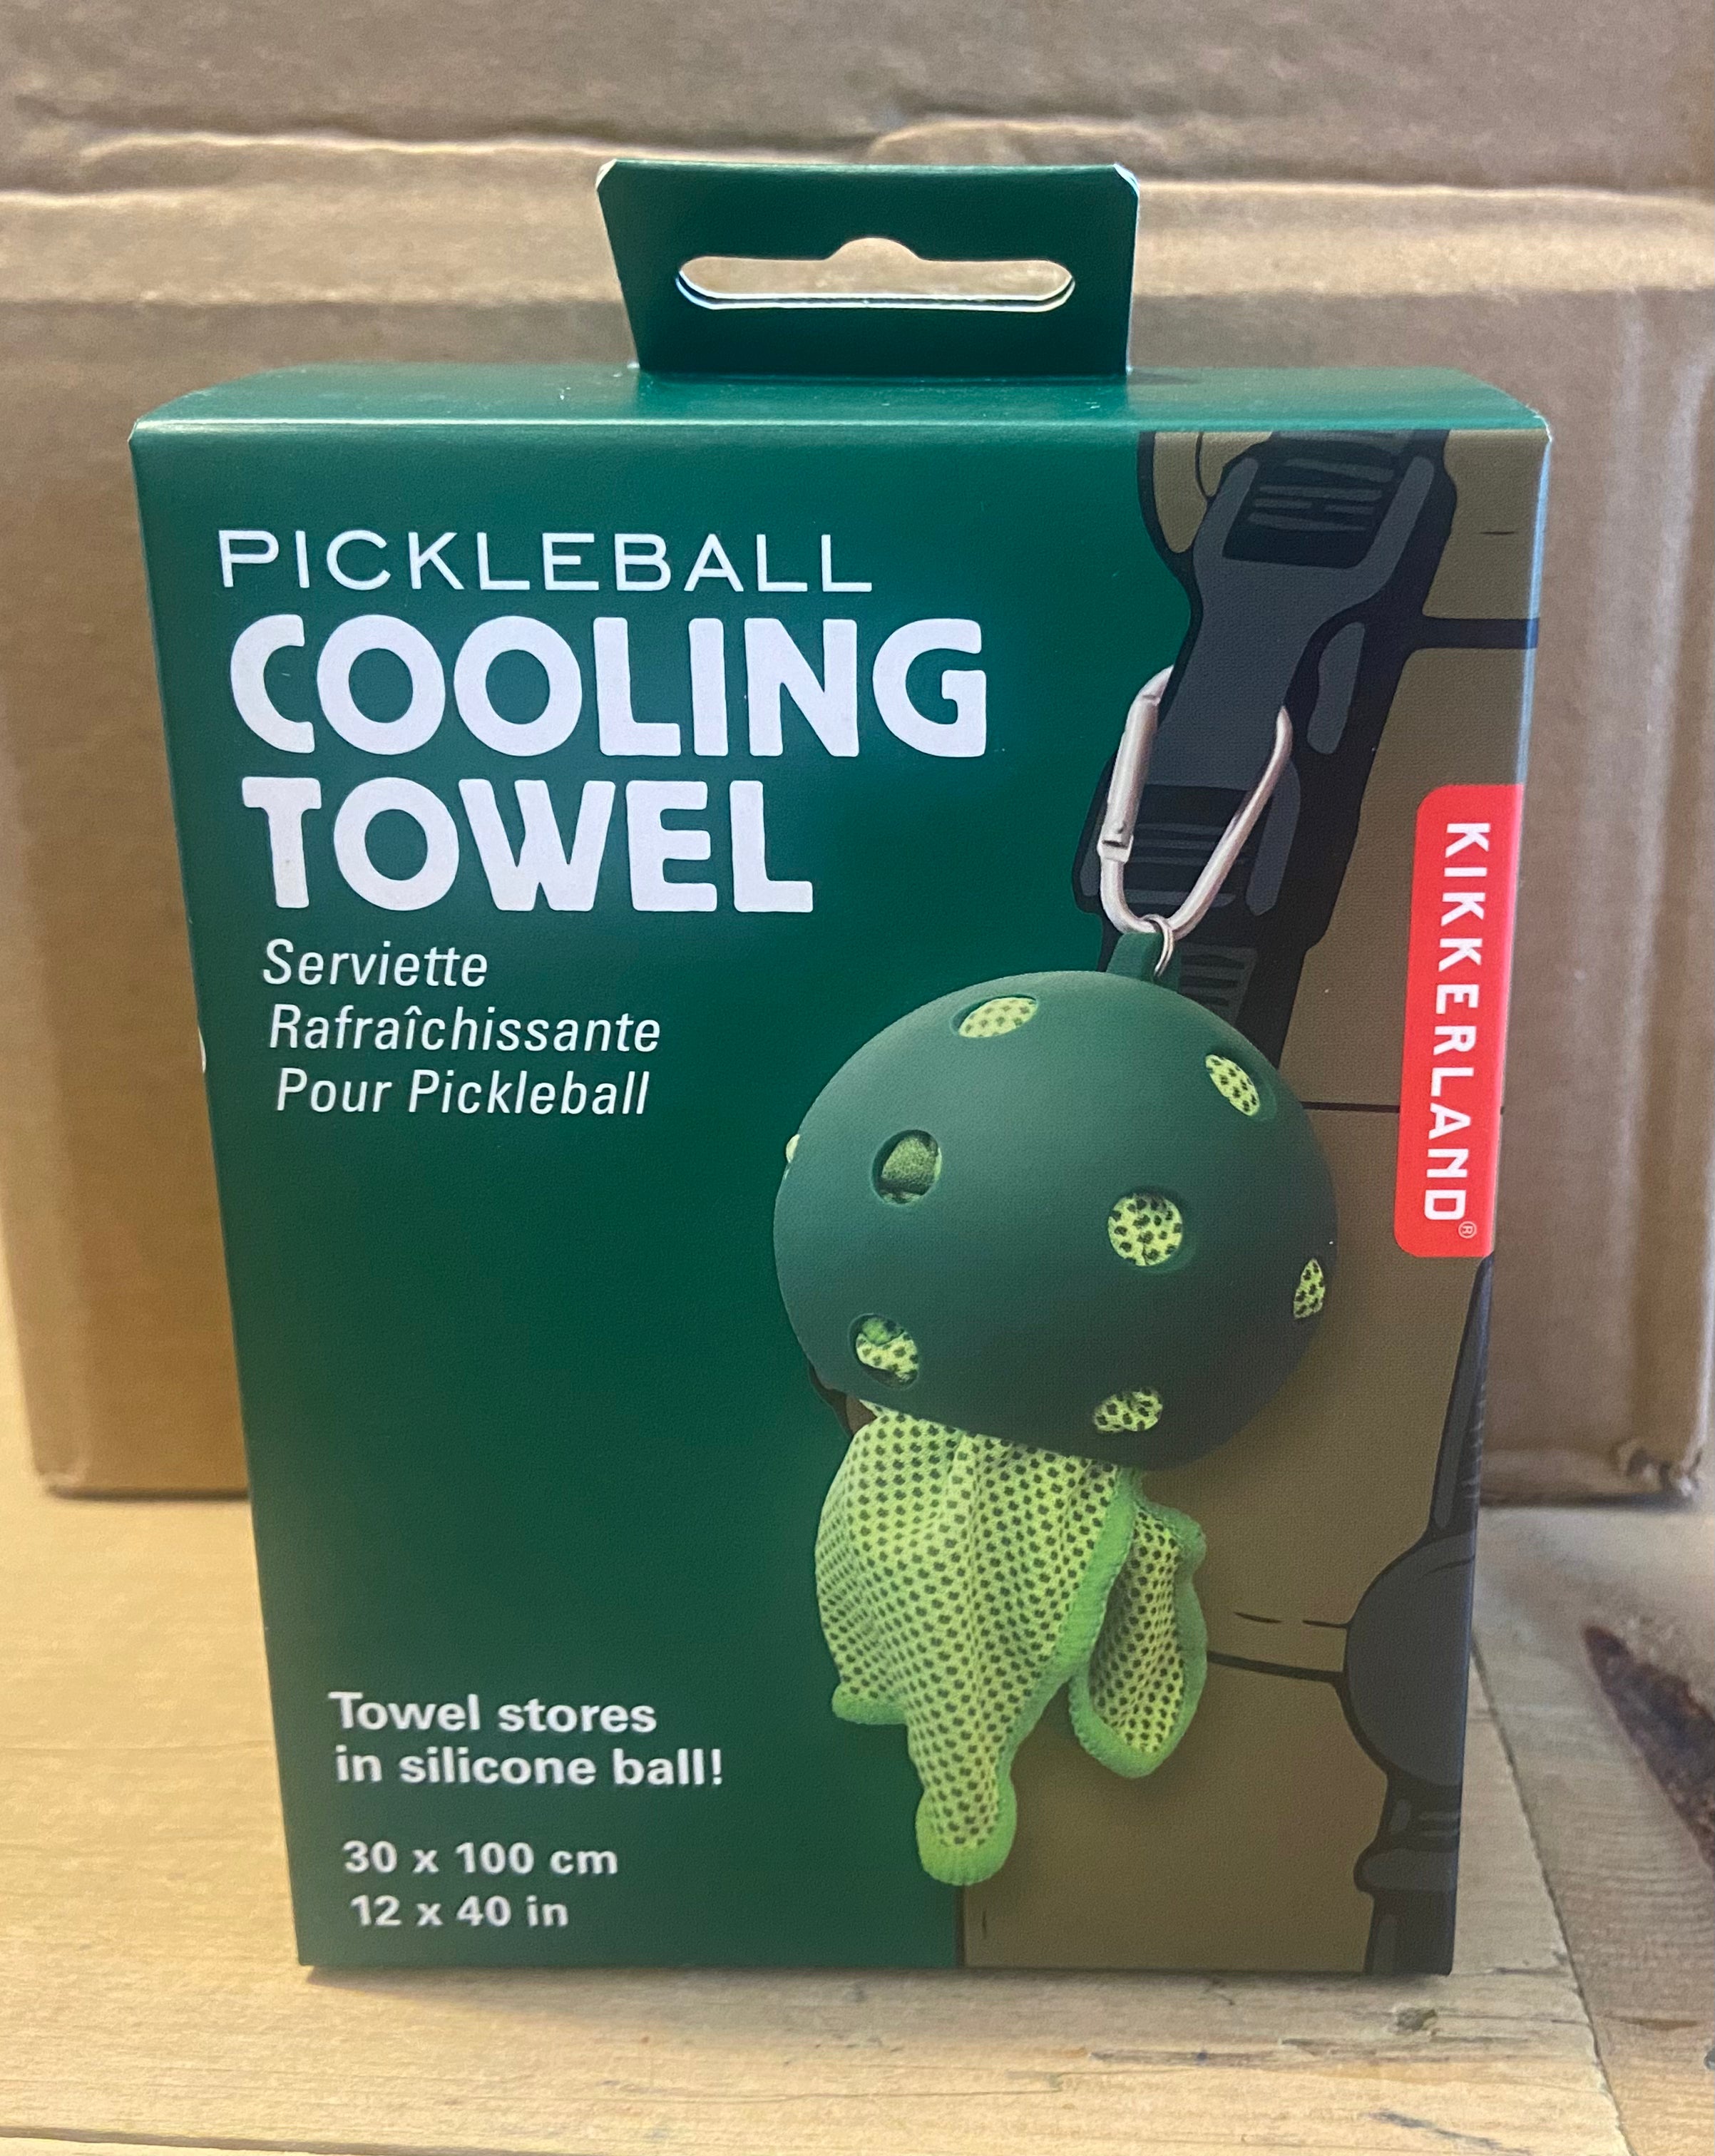 PICKLEBALL
COOLING
TOWEL
Serviette
Rafraîchissante
Pour Pickleball
KIKKERLAND®
Towel stores
in silicone ball!
30 x 100 cm
12 x 40 in